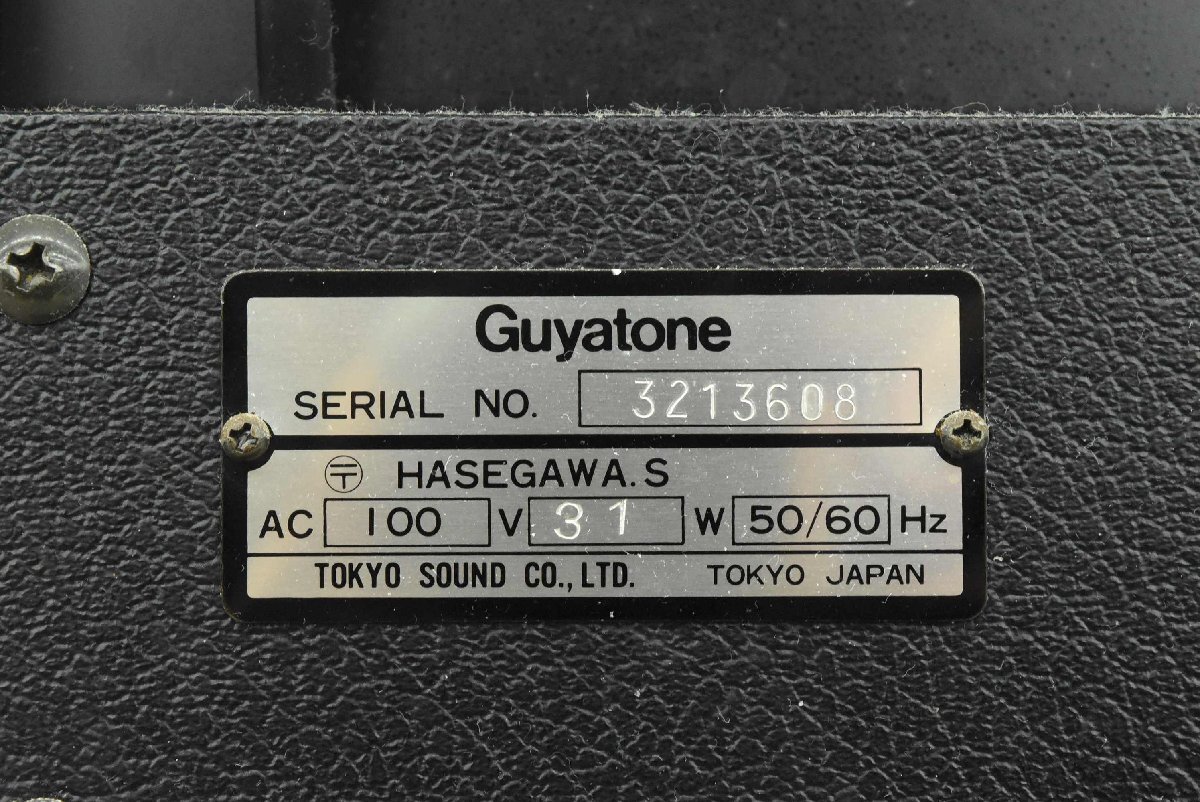 Guyatone
SERIAL NO. 3213608
〶 HASEGAWA.S
AC 100 V 31 W 50/60 Hz
TOKYO SOUND CO., LTD. TOKYO JAPAN